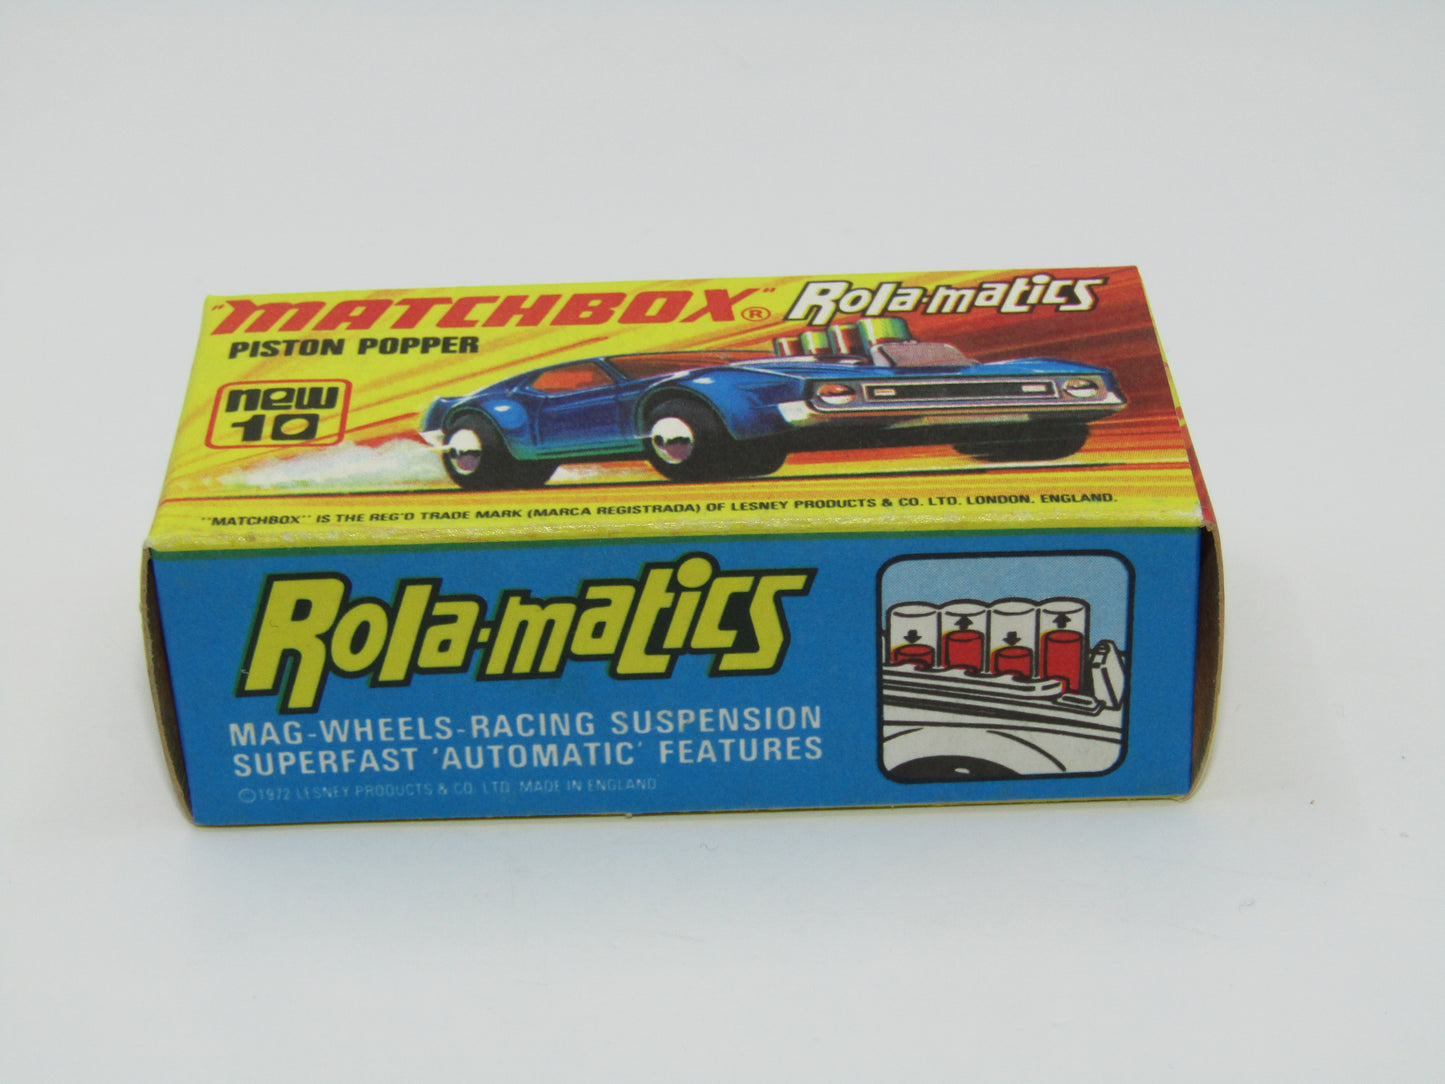 "MATCHBOX"® Rola-matics
PISTON POPPER
new
10
"MATCHBOX" IS THE REG'D TRADE MARK (MARCA REGISTRADA) OF LESNEY PRODUCTS & CO. LTD. LONDON. ENGLAND.
Rola-matics
MAG-WHEELS-RACING SUSPENSION
SUPERFAST 'AUTOMATIC' FEATURES
©1972 LESNEY PRODUCTS & CO. LTD. MADE IN ENGLAND